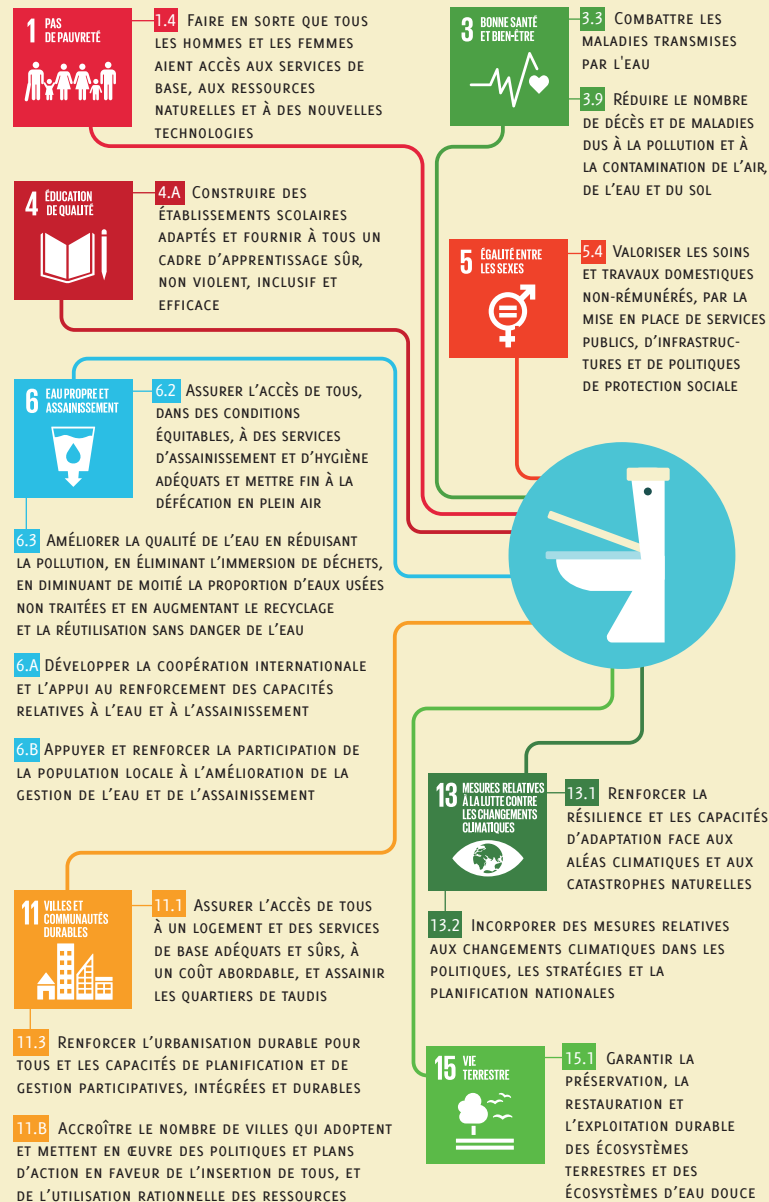 1 PAS
DE PAUVRETÉ
1.4 Faire en sorte que tous
les hommes et les femmes
aient accès aux services de
base, aux ressources
naturelles et à des nouvelles
technologies
3 BONNE SANTÉ
ET BIEN-ÊTRE
3.3 Combattre les
maladies transmises
par l'eau
3.9 Réduire le nombre
de décès et de maladies
dus à la pollution et à
la contamination de l'air,
de l'eau et du sol
4 ÉDUCATION
DE QUALITÉ
4.A Construire des
établissements scolaires
adaptés et fournir à tous un
cadre d'apprentissage sûr,
non violent, inclusif et
efficace
5 ÉGALITÉ ENTRE
LES SEXES
5.4 Valoriser les soins
et travaux domestiques
non-rémunérés, par la
mise en place de services
publics, d'infrastruc-
tures et de politiques
de protection sociale
6 EAU PROPRE ET
ASSAINISSEMENT
6.2 Assurer l'accès de tous,
dans des conditions
équitables, à des services
d'assainissement et d'hygiène
adéquats et mettre fin à la
défécation en plein air
6.3 Améliorer la qualité de l'eau en réduisant
la pollution, en éliminant l'immersion de déchets,
en diminuant de moitié la proportion d'eaux usées
non traitées et en augmentant le recyclage
et la réutilisation sans danger de l'eau
6.A Développer la coopération internationale
et l'appui au renforcement des capacités
relatives à l'eau et à l'assainissement
6.B Appuyer et renforcer la participation de
la population locale à l'amélioration de la
gestion de l'eau et de l'assainissement
13 MESURES RELATIVES
À LA LUTTE CONTRE
LES CHANGEMENTS
CLIMATIQUES
13.1 Renforcer la
résilience et les capacités
d'adaptation face aux
aléas climatiques et aux
catastrophes naturelles
13.2 Incorporer des mesures relatives
aux changements climatiques dans les
politiques, les stratégies et la
planification nationales
11 VILLES ET
COMMUNAUTÉS
DURABLES
11.1 Assurer l'accès de tous
à un logement et des services
de base adéquats et sûrs, à
un coût abordable, et assainir
les quartiers de taudis
11.3 Renforcer l'urbanisation durable pour
tous et les capacités de planification et de
gestion participatives, intégrées et durables
11.B Accroître le nombre de villes qui adoptent
et mettent en œuvre des politiques et plans
d'action en faveur de l'insertion de tous, et
de l'utilisation rationnelle des ressources
15 VIE
TERRESTRE
15.1 Garantir la
préservation, la
restauration et
l'exploitation durable
des écosystèmes
terrestres et des
écosystèmes d'eau douce